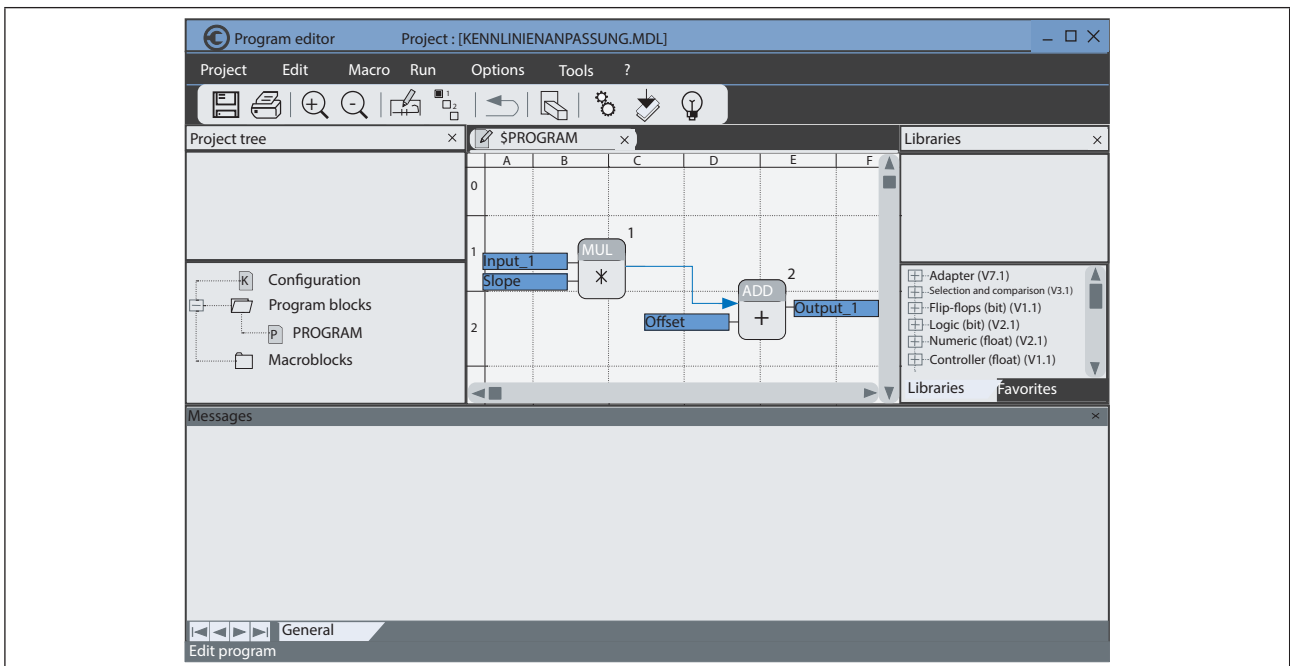 Program editor Project : [KENNLINIENANPASSUNG.MDL]
Project Edit Macro Run Options Tools ?
1
2
Project tree
$PROGRAM
Libraries
A B C D E F
0
1
2
MUL
1
Input_1
Slope
*
ADD
2
Offset
+
Output_1
K Configuration
Program blocks
P PROGRAM
Macroblocks
Adapter (V7.1)
Selection and comparison (V3.1)
Flip-flops (bit) (V1.1)
Logic (bit) (V2.1)
Numeric (float) (V2.1)
Controller (float) (V1.1)
Libraries Favorites
Messages
General
Edit program